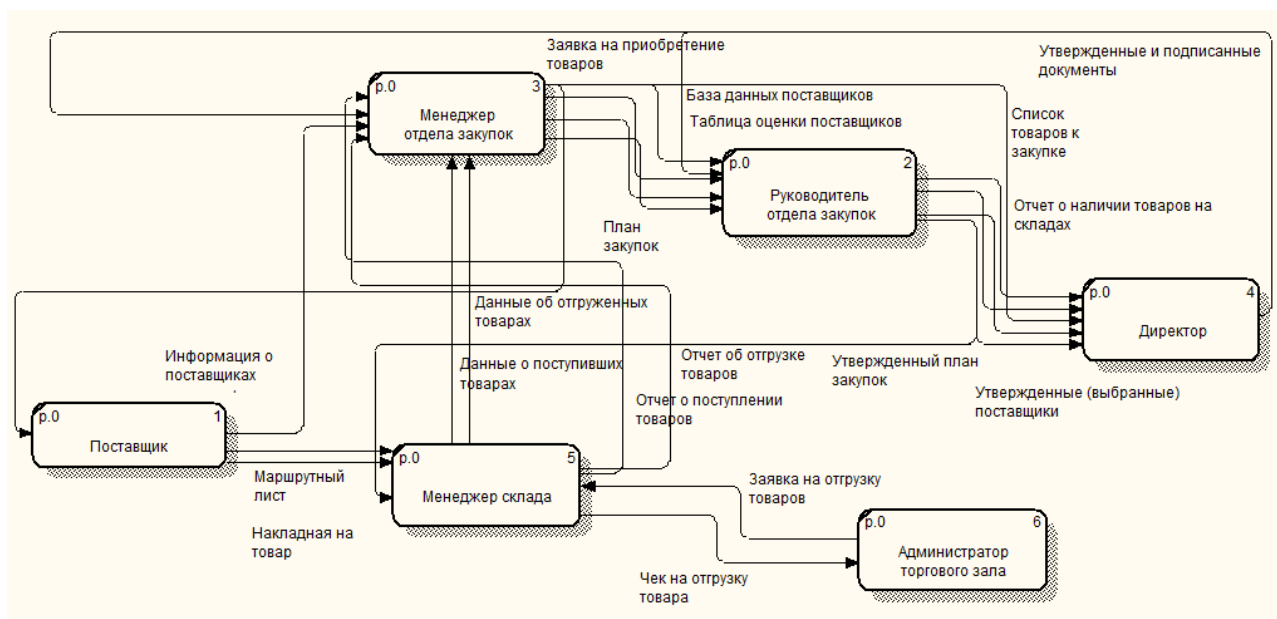 Заявка на приобретение
товаров
Утвержденные и подписанные
документы
р.0 3
Менеджер
отдела закупок
База данных поставщиков
Таблица оценки поставщиков
Список
товаров к
закупке
р.0 2
Руководитель
отдела закупок
План
закупок
Отчет о наличии товаров на
складах
р.0 4
Директор
Данные об отгруженных
товарах
Информация о
поставщиках
Данные о поступивших
товарах
Отчет об отгрузке
товаров
Утвержденный план
закупок
Отчет о поступлении
товаров
Утвержденные (выбранные)
поставщики
р.0 1
Поставщик
р.0 5
Менеджер склада
Маршрутный
лист
Накладная на
товар
Заявка на отгрузку
товаров
р.0 6
Администратор
торгового зала
Чек на отгрузку
товара